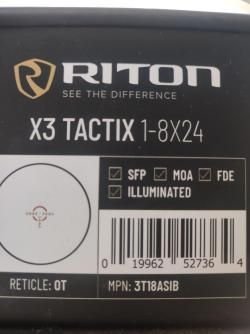 RITON
SEE THE DIFFERENCE
X3 TACTIX 1-8X24
SFP MOA FDE
ILLUMINATED
0 19962 52736 4
RETICLE: OT MPN: 3T18ASIB